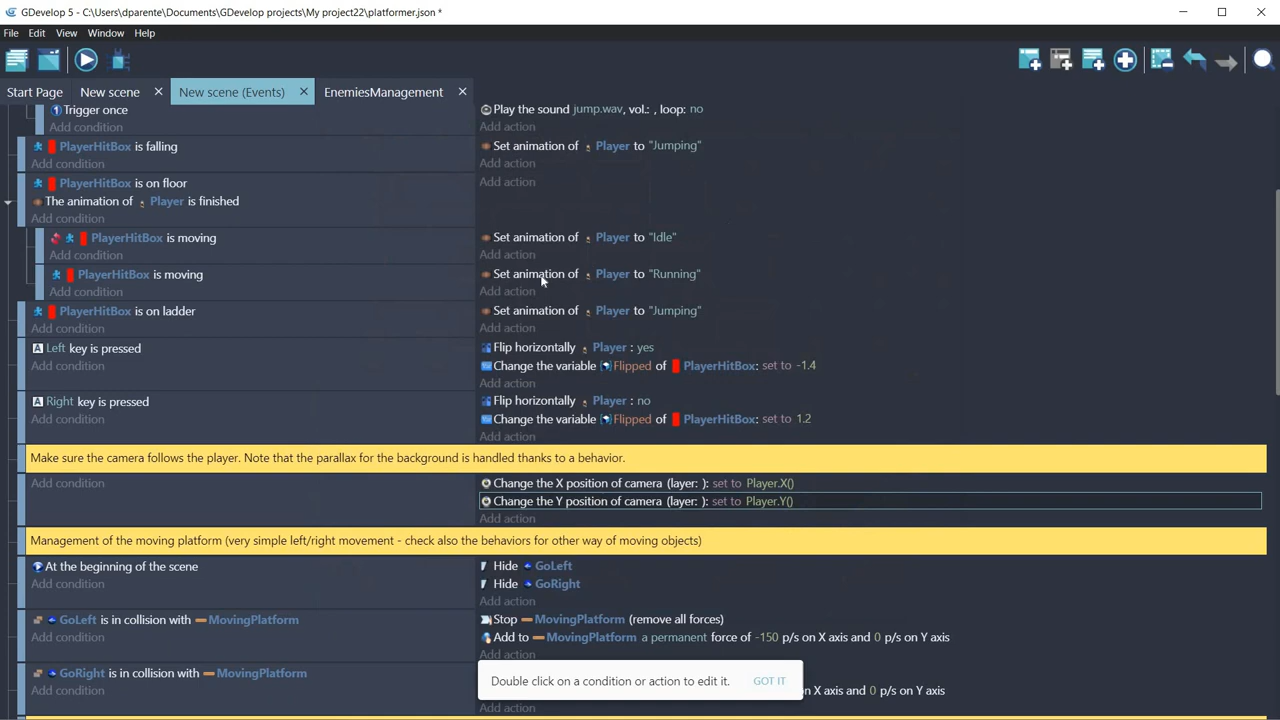 GDevelop 5 - C:\Users\dparente\Documents\GDevelop projects\My project22\platformer.json *
File Edit View Window Help
Start Page New scene × New scene (Events) × EnemiesManagement ×
Trigger once
Add condition
Play the sound jump.wav, vol.: , loop: no
Add action
PlayerHitBox is falling
Add condition
Set animation of Player to "Jumping"
Add action
PlayerHitBox is on floor
The animation of Player is finished
Add condition
Add action
PlayerHitBox is moving
Add condition
Set animation of Player to "Idle"
Add action
PlayerHitBox is moving
Add condition
Set animation of Player to "Running"
Add action
PlayerHitBox is on ladder
Add condition
Set animation of Player to "Jumping"
Add action
Left key is pressed
Add condition
Flip horizontally Player : yes
Change the variable Flipped of PlayerHitBox: set to -1.4
Add action
Right key is pressed
Add condition
Flip horizontally Player : no
Change the variable Flipped of PlayerHitBox: set to 1.2
Add action
Make sure the camera follows the player. Note that the parallax for the background is handled thanks to a behavior.
Add condition
Change the X position of camera (layer: ): set to Player.X()
Change the Y position of camera (layer: ): set to Player.Y()
Add action
Management of the moving platform (very simple left/right movement - check also the behaviors for other way of moving objects)
At the beginning of the scene
Add condition
Hide GoLeft
Hide GoRight
Add action
GoLeft is in collision with MovingPlatform
Add condition
Stop MovingPlatform (remove all forces)
Add to MovingPlatform a permanent force of -150 p/s on X axis and 0 p/s on Y axis
Add action
GoRight is in collision with MovingPlatform
Add condition
s on X axis and 0 p/s on Y axis
Add action
Double click on a condition or action to edit it. GOT IT